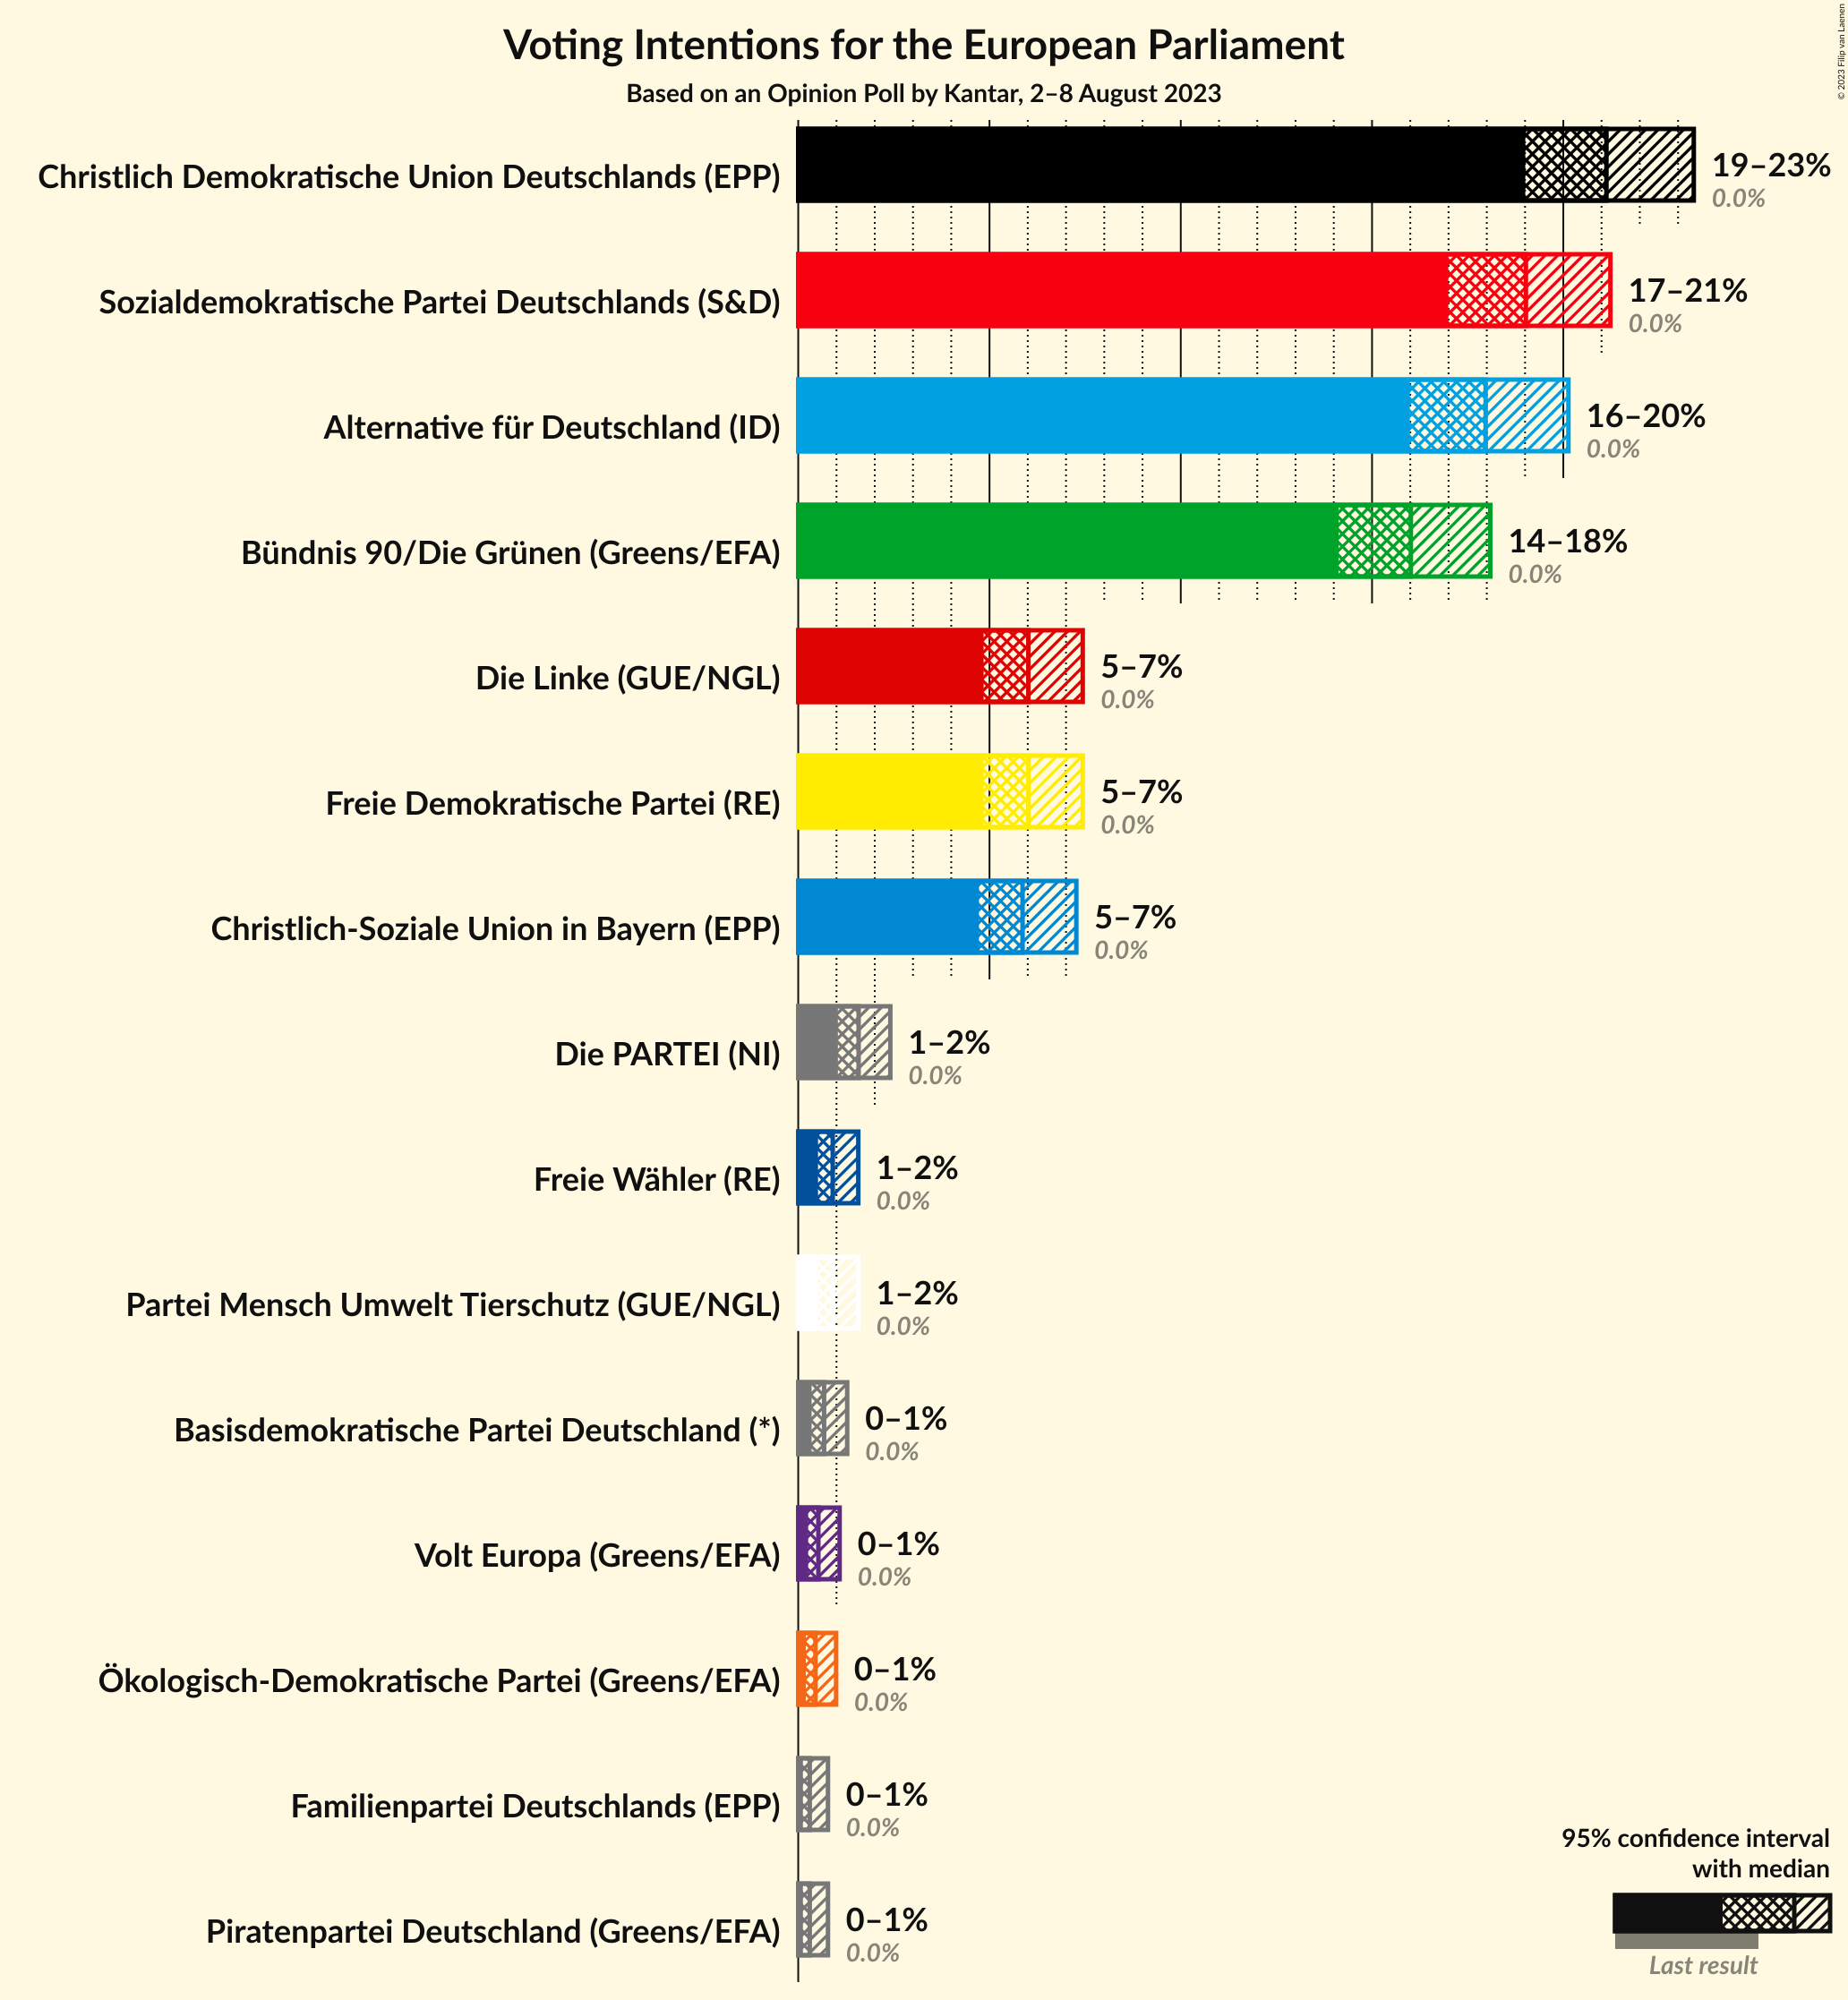 © 2023 Filip van Laenen
Voting Intentions for the European Parliament
Based on an Opinion Poll by Kantar, 2–8 August 2023
Christlich Demokratische Union Deutschlands (EPP)
19–23%
0.0%
Sozialdemokratische Partei Deutschlands (S&D)
17–21%
0.0%
Alternative für Deutschland (ID)
16–20%
0.0%
Bündnis 90/Die Grünen (Greens/EFA)
14–18%
0.0%
Die Linke (GUE/NGL)
5–7%
0.0%
Freie Demokratische Partei (RE)
5–7%
0.0%
Christlich-Soziale Union in Bayern (EPP)
5–7%
0.0%
Die PARTEI (NI)
1–2%
0.0%
Freie Wähler (RE)
1–2%
0.0%
Partei Mensch Umwelt Tierschutz (GUE/NGL)
1–2%
0.0%
Basisdemokratische Partei Deutschland (*)
0–1%
0.0%
Volt Europa (Greens/EFA)
0–1%
0.0%
Ökologisch-Demokratische Partei (Greens/EFA)
0–1%
0.0%
Familienpartei Deutschlands (EPP)
0–1%
0.0%
Piratenpartei Deutschland (Greens/EFA)
0–1%
0.0%
95% confidence interval
with median
Last result